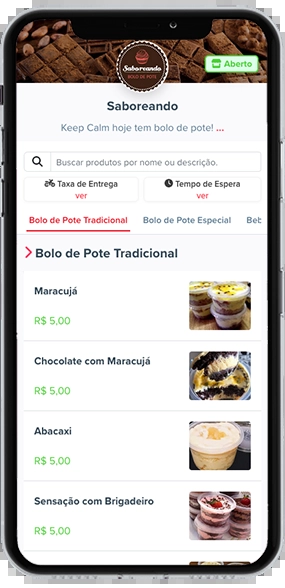 Saboreando
BOLO DE POTE
Aberto
Saboreando
Keep Calm hoje tem bolo de pote! ...
Buscar produtos por nome ou descrição.
Taxa de Entrega
ver
Tempo de Espera
ver
Bolo de Pote Tradicional
Bolo de Pote Especial
Beb
Bolo de Pote Tradicional
Maracujá
R$ 5,00
Chocolate com Maracujá
R$ 5,00
Abacaxi
R$ 5,00
Sensação com Brigadeiro
R$ 5,00